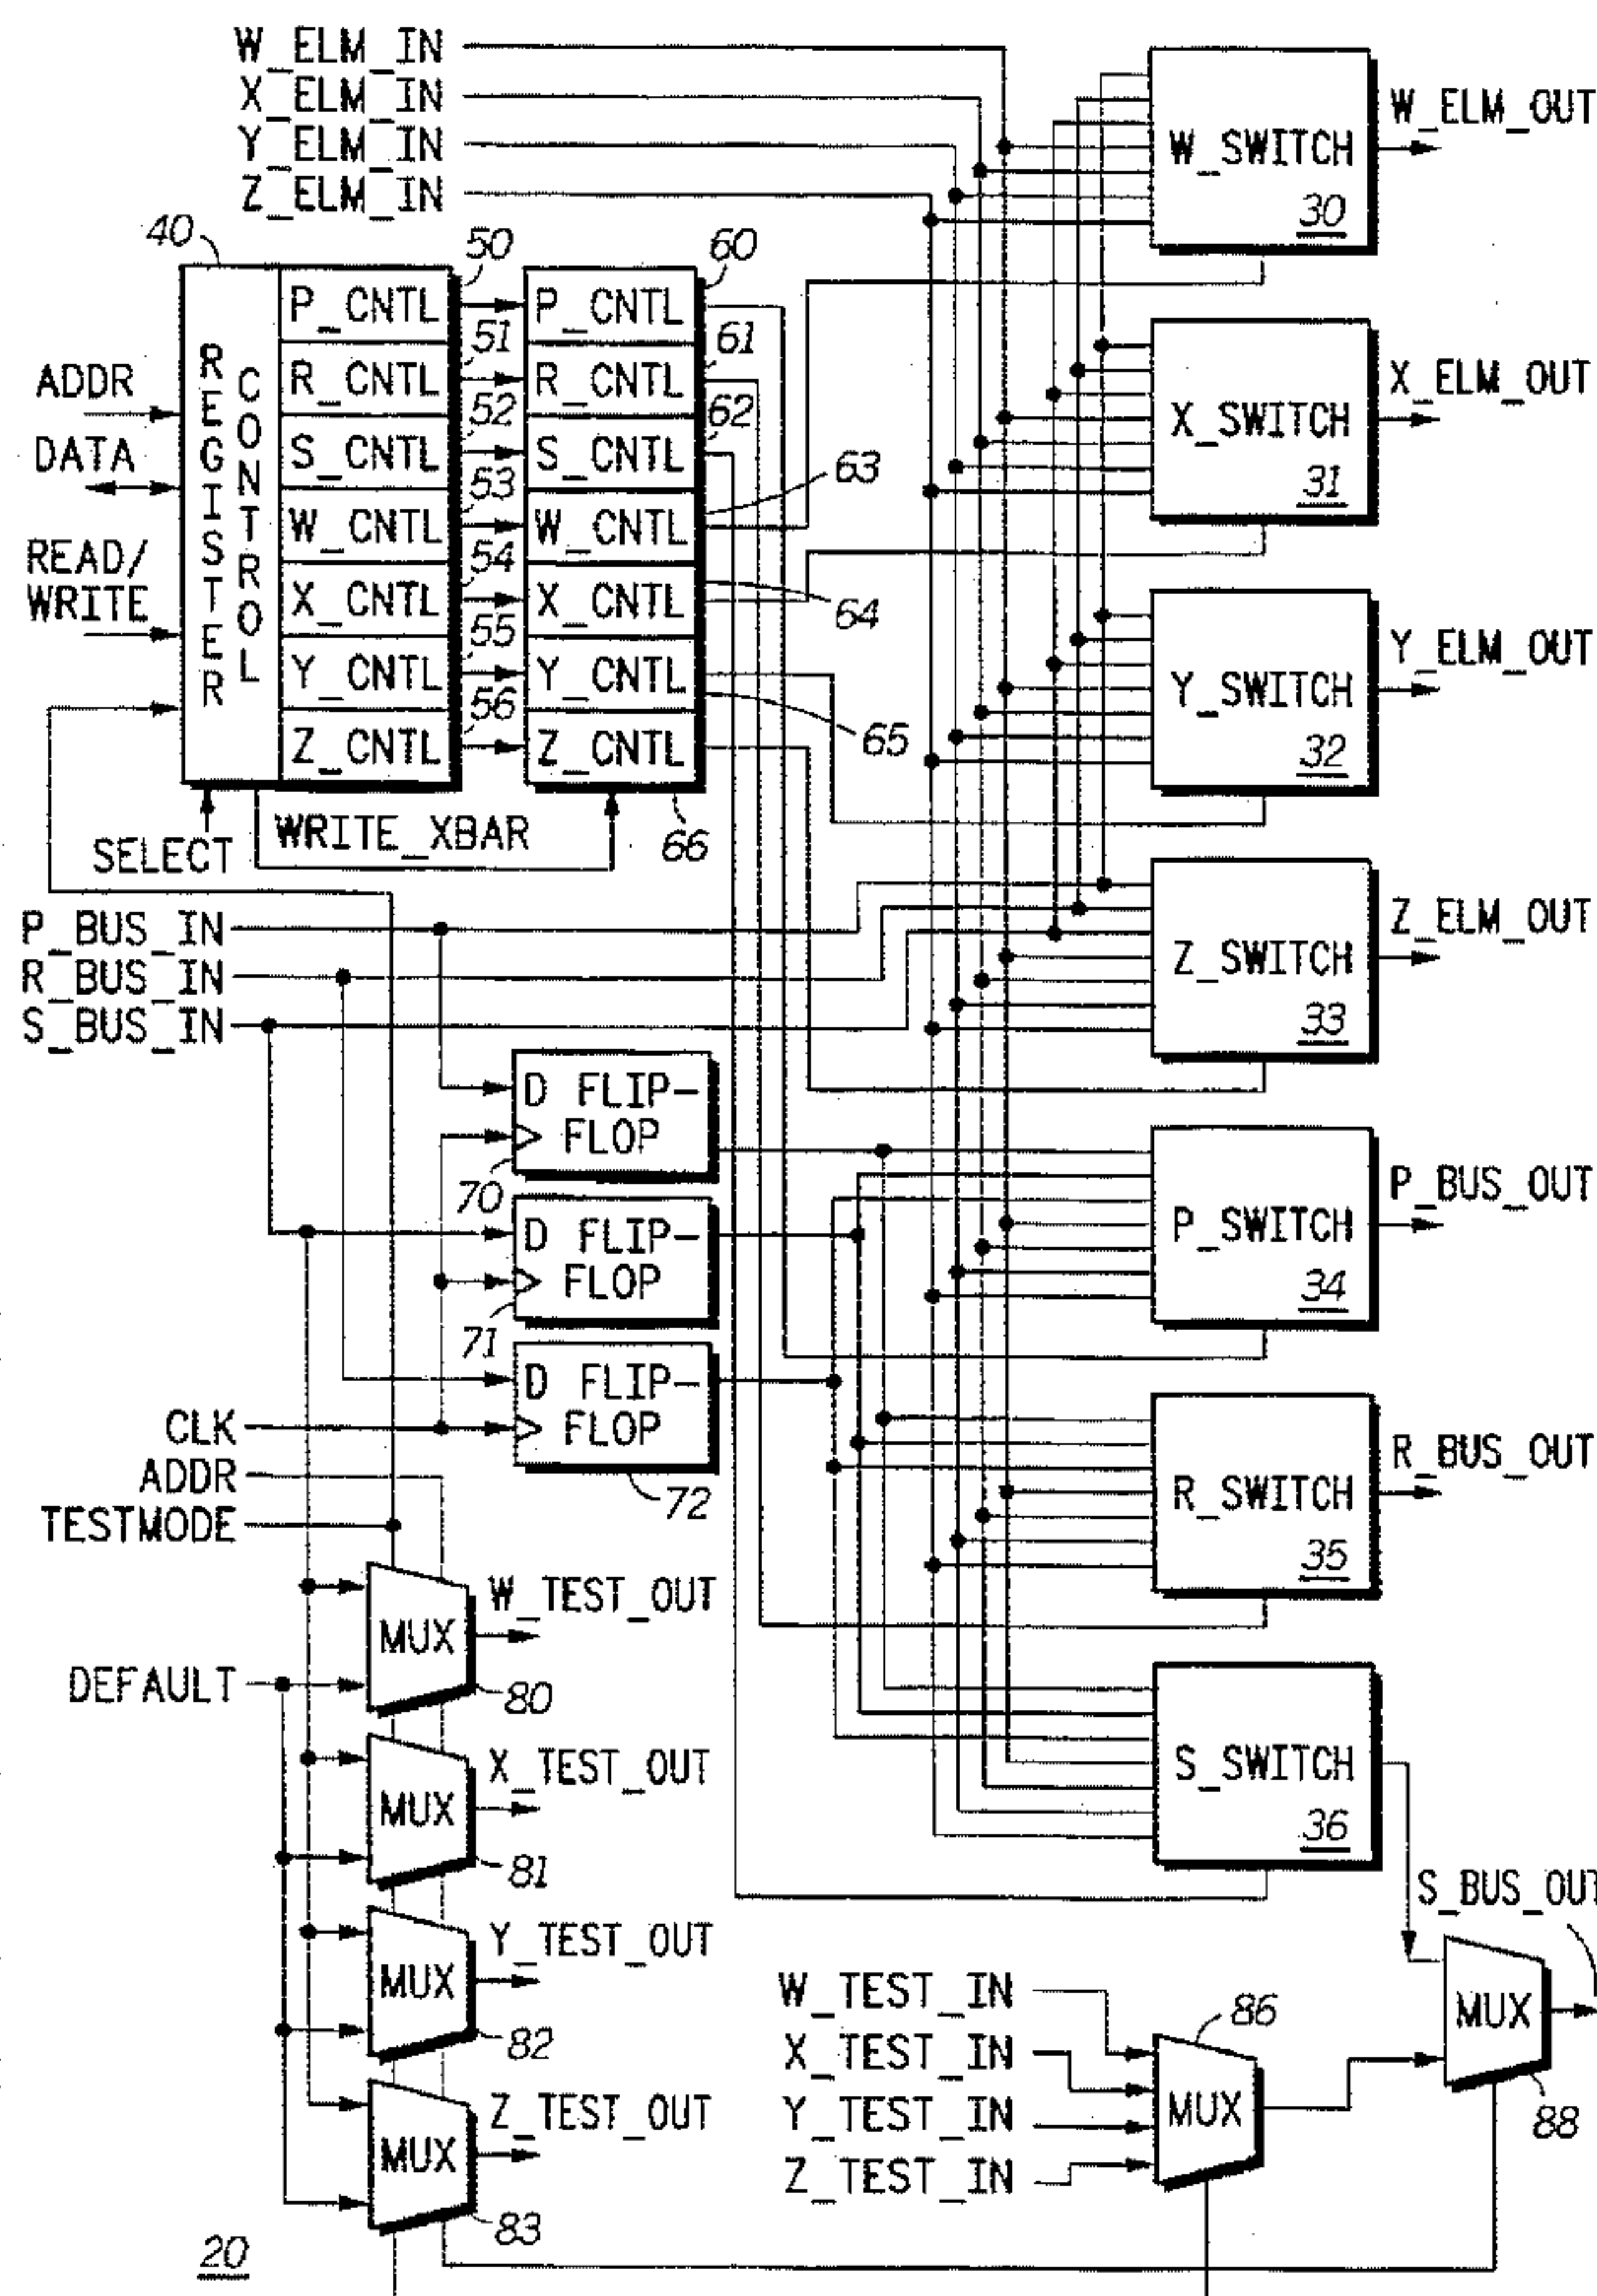 W_ELM_IN
X_ELM_IN
Y_ELM_IN
Z_ELM_IN
W_SWITCH
30
W_ELM_OUT
40
REGISTER
CONTROL
50
P_CNTL
51
R_CNTL
52
S_CNTL
53
W_CNTL
54
X_CNTL
55
Y_CNTL
56
Z_CNTL
60
P_CNTL
61
R_CNTL
62
S_CNTL
63
W_CNTL
X_CNTL
64
Y_CNTL
65
Z_CNTL
66
ADDR
DATA
READ/
WRITE
SELECT
WRITE_XBAR
X_SWITCH
31
X_ELM_OUT
Y_SWITCH
32
Y_ELM_OUT
P_BUS_IN
R_BUS_IN
S_BUS_IN
Z_SWITCH
33
Z_ELM_OUT
D FLIP-
FLOP
70
D FLIP-
FLOP
71
D FLIP-
FLOP
72
P_SWITCH
34
P_BUS_OUT
CLK
ADDR
TESTMODE
R_SWITCH
35
R_BUS_OUT
DEFAULT
MUX
80
W_TEST_OUT
MUX
81
X_TEST_OUT
MUX
82
Y_TEST_OUT
MUX
83
Z_TEST_OUT
S_SWITCH
36
S_BUS_OUT
W_TEST_IN
X_TEST_IN
Y_TEST_IN
Z_TEST_IN
86
MUX
MUX
88
20